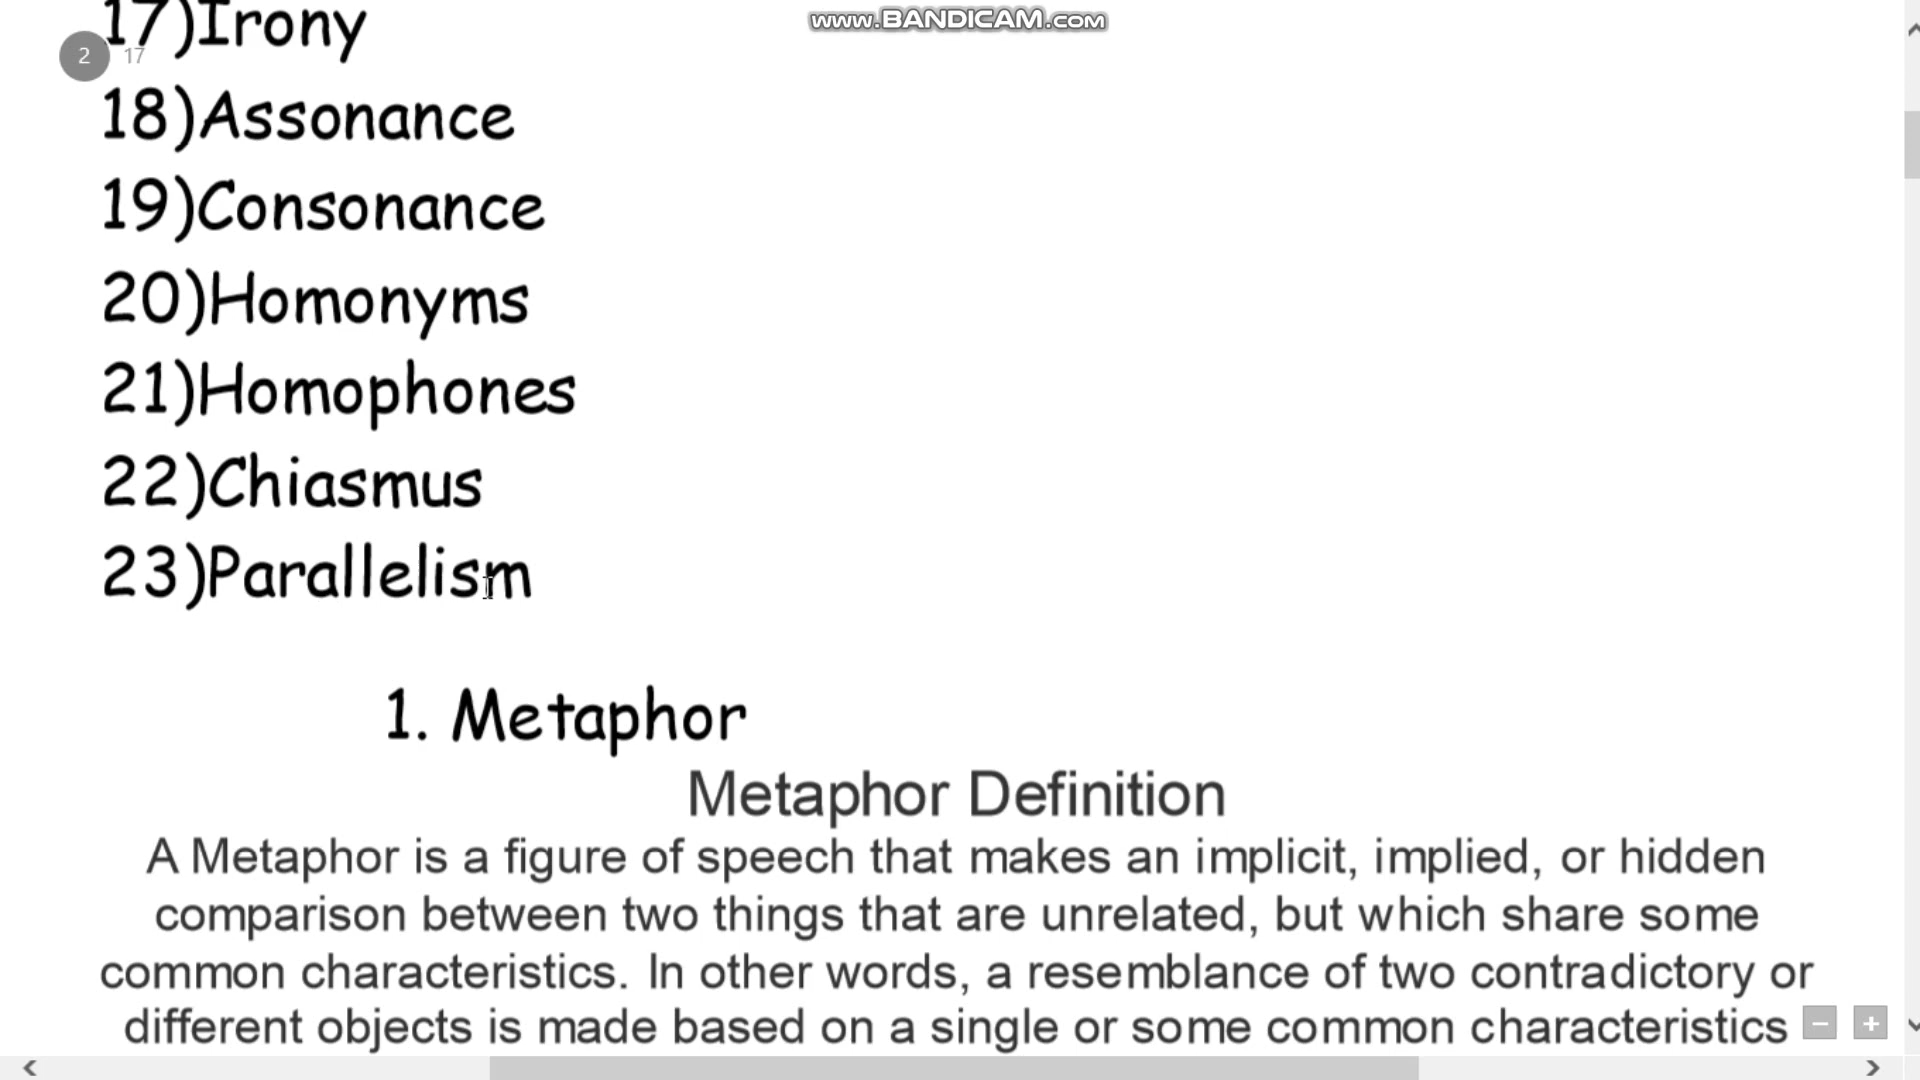 www.BANDICAM.com
17)Irony
2 17
18)Assonance
19)Consonance
20)Homonyms
21)Homophones
22)Chiasmus
23)Parallelism
1. Metaphor
Metaphor Definition
A Metaphor is a figure of speech that makes an implicit, implied, or hidden
comparison between two things that are unrelated, but which share some
common characteristics. In other words, a resemblance of two contradictory or
different objects is made based on a single or some common characteristics